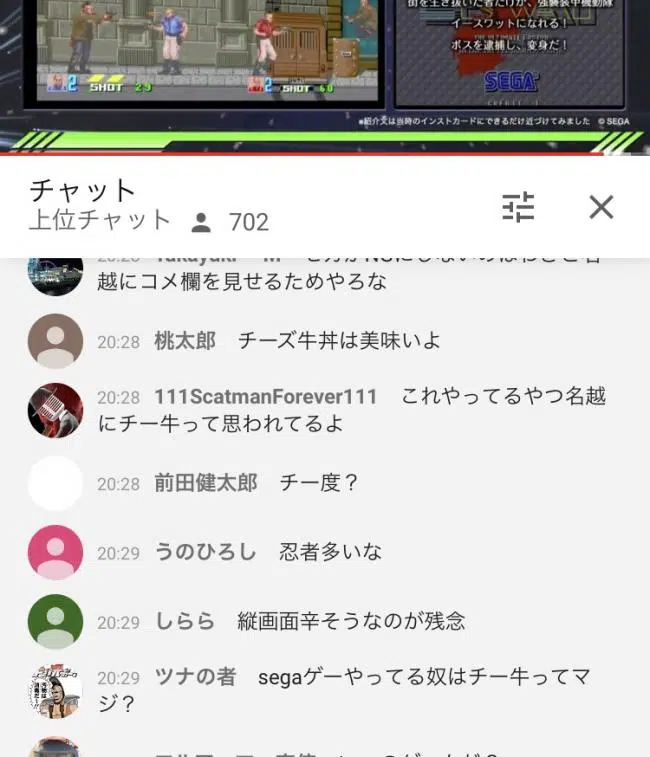 街を生き抜いた者だけが、強襲装甲機動隊
イースワットになれる!
ボスを逮捕し、変身だ!
SEGA
2 SHOT 29
2 SHOT 60
■紹介文は当時のインストカードにできるだけ近づけてみました ©SEGA
チャット
上位チャット 702
越にコメ欄を見せるためやろな
20:28 桃太郎 チーズ牛丼は美味いよ
20:28 111ScatmanForever111 これやってるやつ名越
にチー牛って思われてるよ
20:28 前田健太郎 チー度？
20:29 うのひろし 忍者多いな
20:29 しらら 縦画面辛そうなのが残念
20:29 ツナの者 segaゲーやってる奴はチー牛ってマ
ジ？